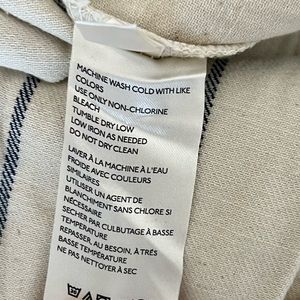 MACHINE WASH COLD WITH LIKE
COLORS
USE ONLY NON-CHLORINE
BLEACH
TUMBLE DRY LOW
LOW IRON AS NEEDED
DO NOT DRY CLEAN
LAVER À LA MACHINE À L'EAU
FROIDE AVEC COULEURS
SIMILAIRES
UTILISER UN AGENT DE
BLANCHIMENT SANS CHLORE SI
NÉCESSAIRE
SÉCHER PAR CULBUTAGE À BASSE
TEMPÉRATURE
REPASSER, AU BESOIN, À TRÈS
BASSE TEMPÉRATURE
NE PAS NETTOYER À SEC